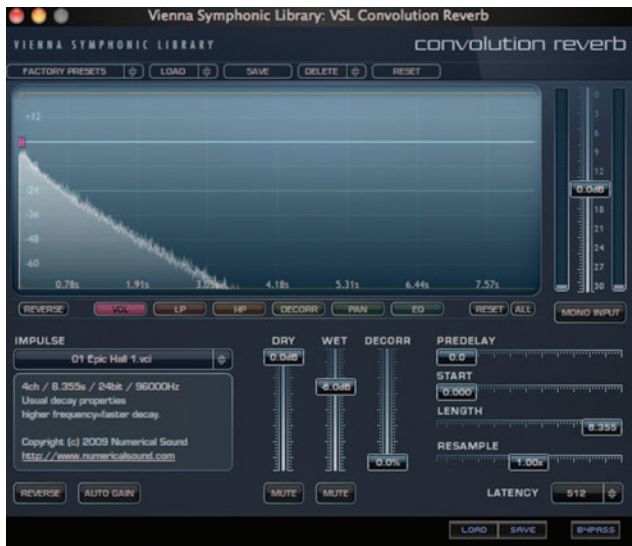 Vienna Symphonic Library: VSL Convolution Reverb
VIENNA SYMPHONIC LIBRARY
convolution reverb
FACTORY PRESETS LOAD SAVE DELETE RESET
+12
-24
-36
-48
-60
0.78s 1.91s 3.05s 4.18s 5.31s 6.44s 7.57s
0
3
6
9
12
0.0dB
18
21
24
27
30
REVERSE VOL LP HP DECORR PAN EQ RESET ALL
MONO INPUT
IMPULSE
01 Epic Hall 1.vci
4ch / 8.355s / 24bit / 96000Hz
Usual decay properties
higher frequency=faster decay.
Copyright (c) 2009 Numerical Sound
http://www.numericalsound.com
REVERSE AUTO GAIN
DRY WET DECORR
0.0dB
-6.0dB
0.0%
MUTE MUTE
PREDELAY
0.0
START
0.000
LENGTH
8.355
RESAMPLE
1.00x
LATENCY 512
LOAD SAVE BYPASS